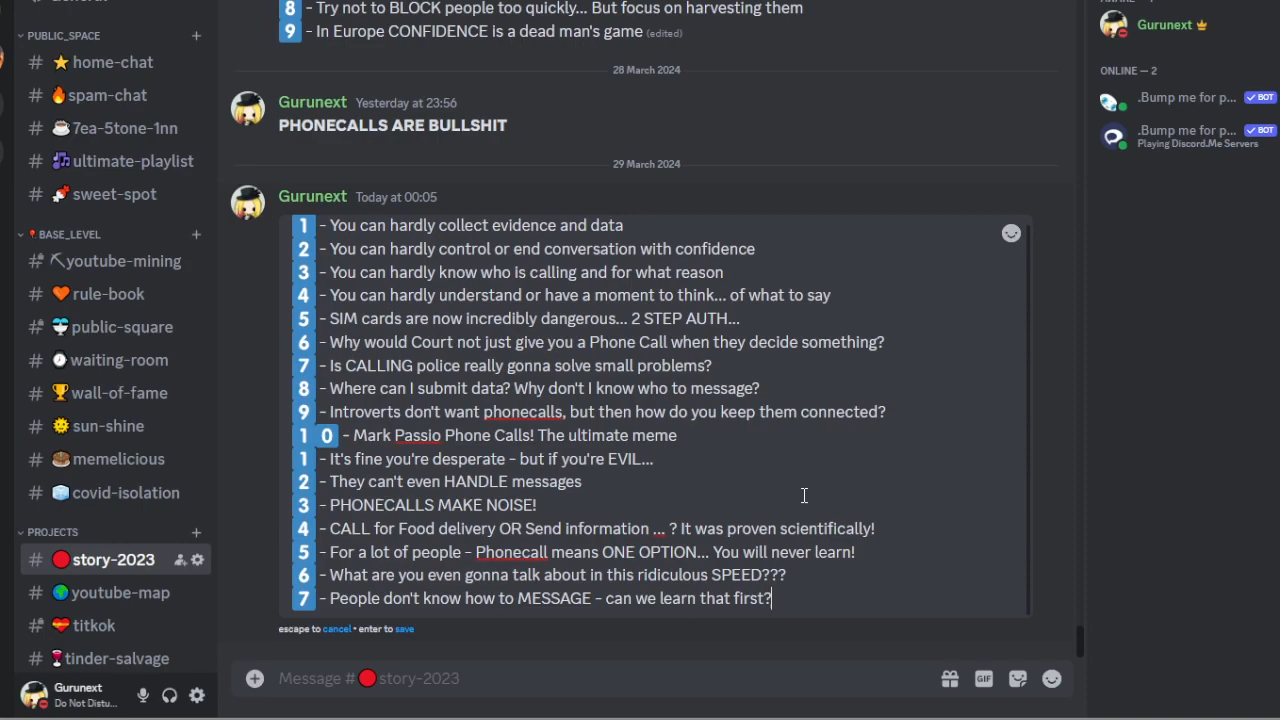 PUBLIC_SPACE
# ⭐ home-chat
# 🔥spam-chat
# ☕7ea-5tone-1nn
# 🎶ultimate-playlist
# 🍬sweet-spot
📍BASE_LEVEL
# ⛏youtube-mining
# 🧡rule-book
# public-square
# waiting-room
# 🏆wall-of-fame
# 🌞sun-shine
# memelicious
# 🧊covid-isolation
PROJECTS
# 🔴story-2023
# 🌍youtube-map
# 💝titkok
# 🍷tinder-salvage
Gurunext
Do Not Distu...
8 - Try not to BLOCK people too quickly... But focus on harvesting them
9 - In Europe CONFIDENCE is a dead man's game (edited)
28 March 2024
Gurunext Yesterday at 23:56
PHONECALLS ARE BULLSHIT
29 March 2024
Gurunext Today at 00:05
1 - You can hardly collect evidence and data
2 - You can hardly control or end conversation with confidence
3 - You can hardly know who is calling and for what reason
4 - You can hardly understand or have a moment to think... of what to say
5 - SIM cards are now incredibly dangerous... 2 STEP AUTH...
6 - Why would Court not just give you a Phone Call when they decide something?
7 - Is CALLING police really gonna solve small problems?
8 - Where can I submit data? Why don't I know who to message?
9 - Introverts don't want phonecalls, but then how do you keep them connected?
1 0 - Mark Passio Phone Calls! The ultimate meme
1 - It's fine you're desperate - but if you're EVIL...
2 - They can't even HANDLE messages
3 - PHONECALLS MAKE NOISE!
4 - CALL for Food delivery OR Send information ... ? It was proven scientifically!
5 - For a lot of people - Phonecall means ONE OPTION... You will never learn!
6 - What are you even gonna talk about in this ridiculous SPEED???
7 - People don't know how to MESSAGE - can we learn that first?
escape to cancel • enter to save
Message #🔴story-2023
GIF
Gurunext
ONLINE — 2
.Bump me for p... ✓ BOT
.Bump me for p... ✓ BOT
Playing Discord.Me Servers